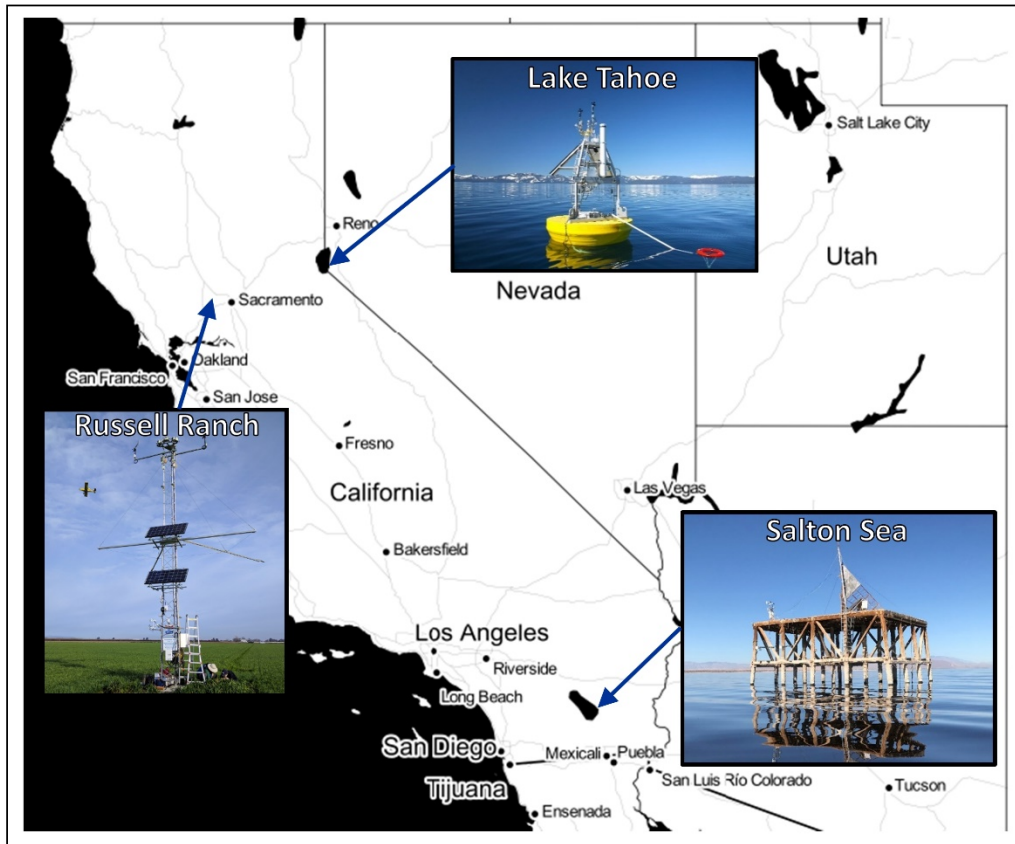 Lake Tahoe
Salt Lake City
Reno
Utah
Nevada
Sacramento
Oakland
San Francisco
San Jose
Russell Ranch
Fresno
California
Las Vegas
Salton Sea
Bakersfield
Los Angeles
Riverside
Long Beach
San Diego
Mexicali
Puebla
Tijuana
San Luis Río Colorado
Tucson
Ensenada